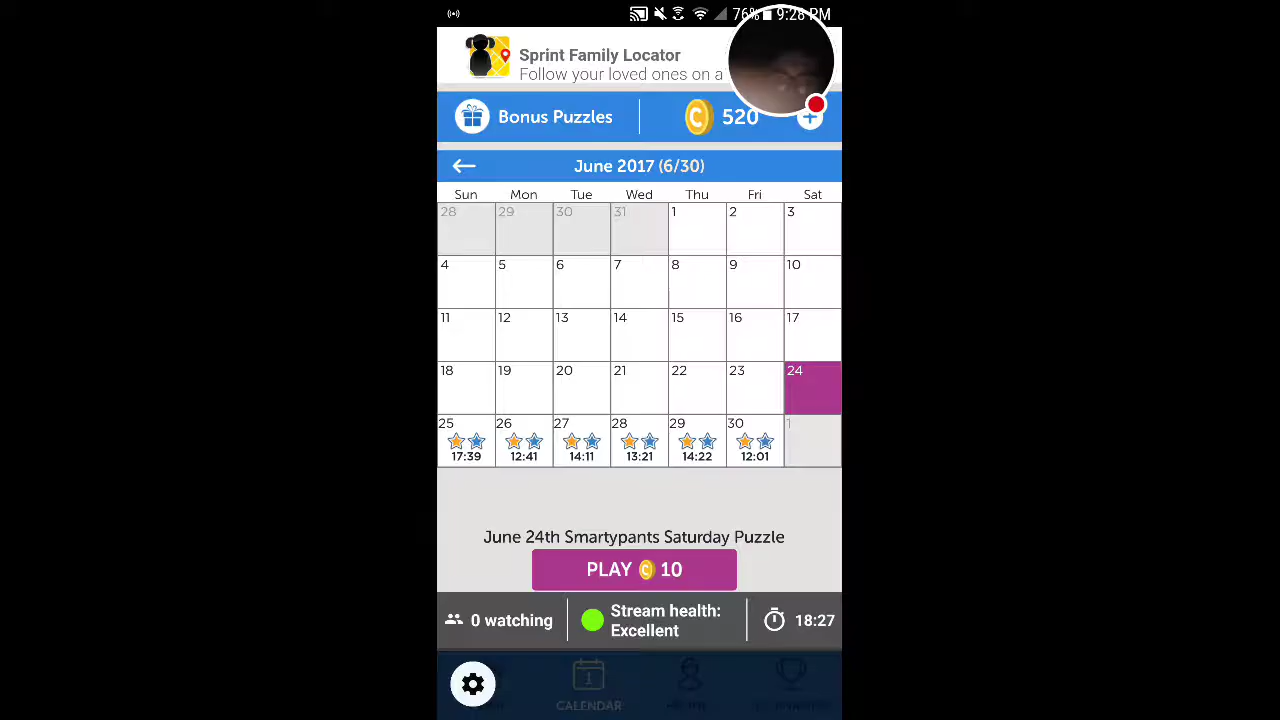 76% 9:28 PM
Sprint Family Locator
Follow your loved ones on a
Bonus Puzzles 520
June 2017 (6/30)
Sun Mon Tue Wed Thu Fri Sat
28 29 30 31 1 2 3
4 5 6 7 8 9 10
11 12 13 14 15 16 17
18 19 20 21 22 23 24
25 26 27 28 29 30 1
17:39 12:41 14:11 13:21 14:22 12:01
June 24th Smartypants Saturday Puzzle
PLAY C 10
0 watching
Stream health:
Excellent
18:27
1
CALENDAR